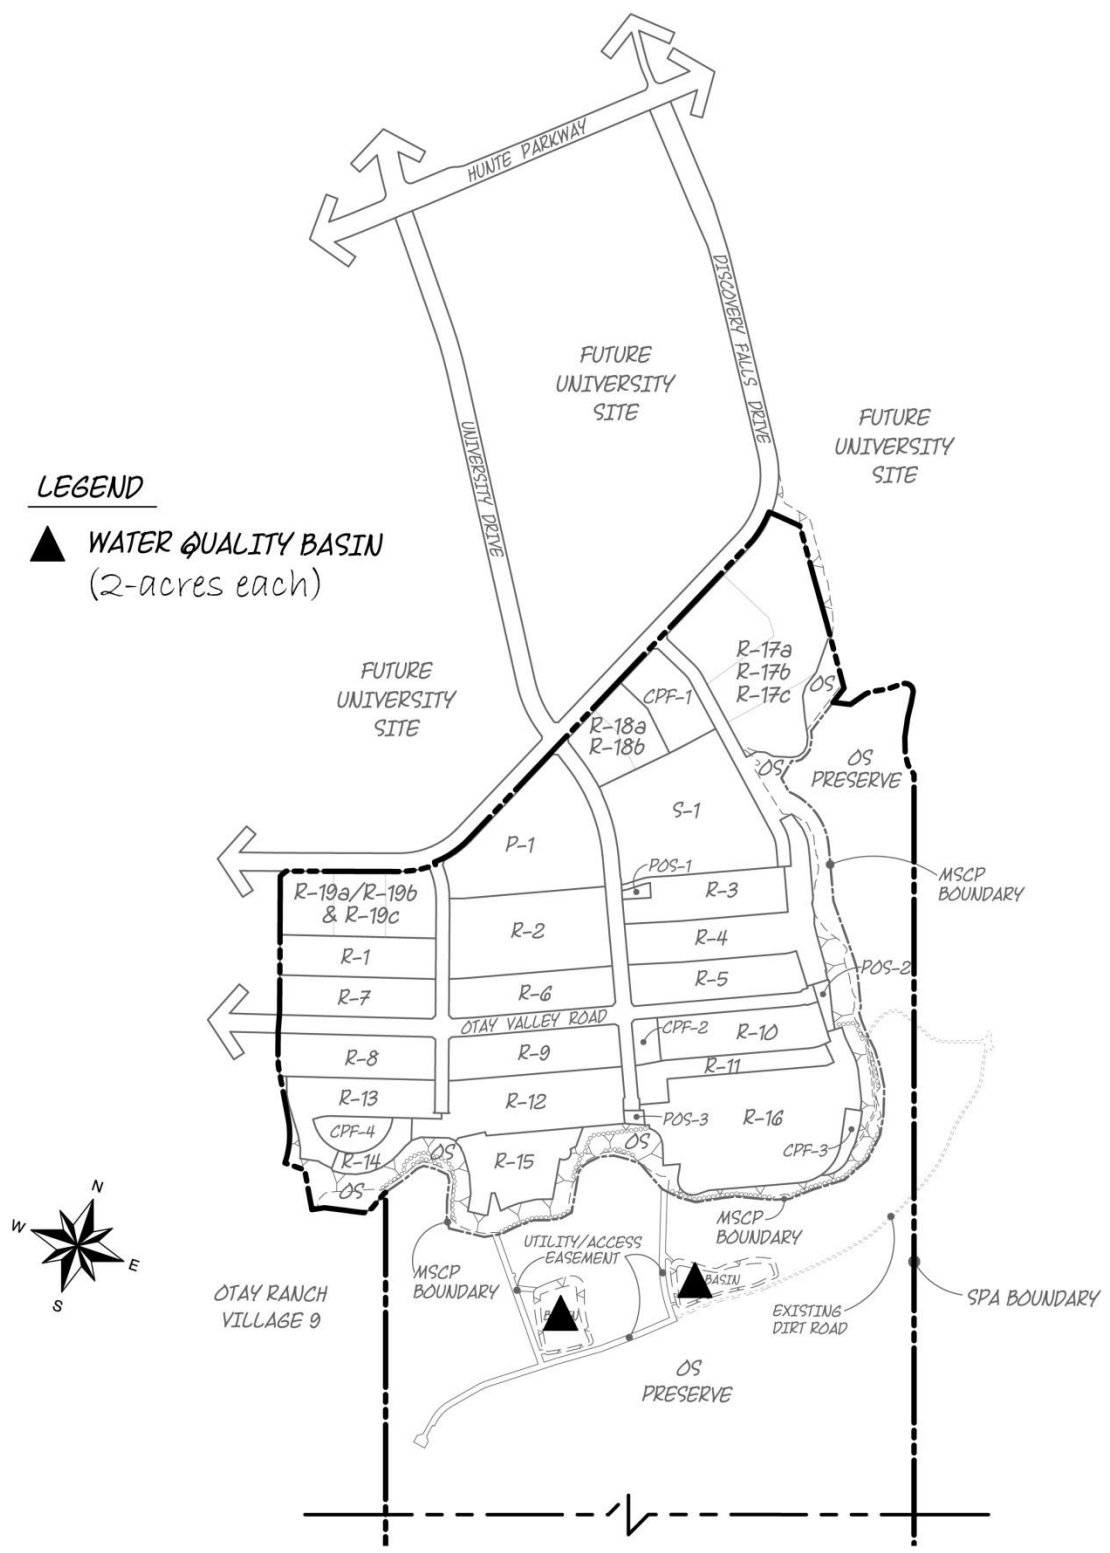 HUNTE PARKWAY
DISCOVERY FALLS DRIVE
FUTURE
UNIVERSITY
SITE
FUTURE
UNIVERSITY
SITE
UNIVERSITY DRIVE
LEGEND
WATER QUALITY BASIN
(2-acres each)
FUTURE
UNIVERSITY
SITE
R-17a
R-17b
R-17c
OS
CPF-1
R-18a
R-18b
OS
OS
PRESERVE
S-1
P-1
POS-1
R-3
MSCP
BOUNDARY
R-19a/R-19b
& R-19c
R-2
R-4
R-1
R-5
POS-2
R-7
R-6
OTAY VALLEY ROAD
CPF-2
R-10
R-8
R-9
R-11
R-13
R-12
POS-3
R-16
CPF-4
CPF-3
R-14
OS
R-15
OS
OS
N
W
E
S
MSCP
BOUNDARY
UTILITY/ACCESS
EASEMENT
MSCP
BOUNDARY
BASIN
OTAY RANCH
VILLAGE 9
EXISTING
DIRT ROAD
SPA BOUNDARY
OS
PRESERVE